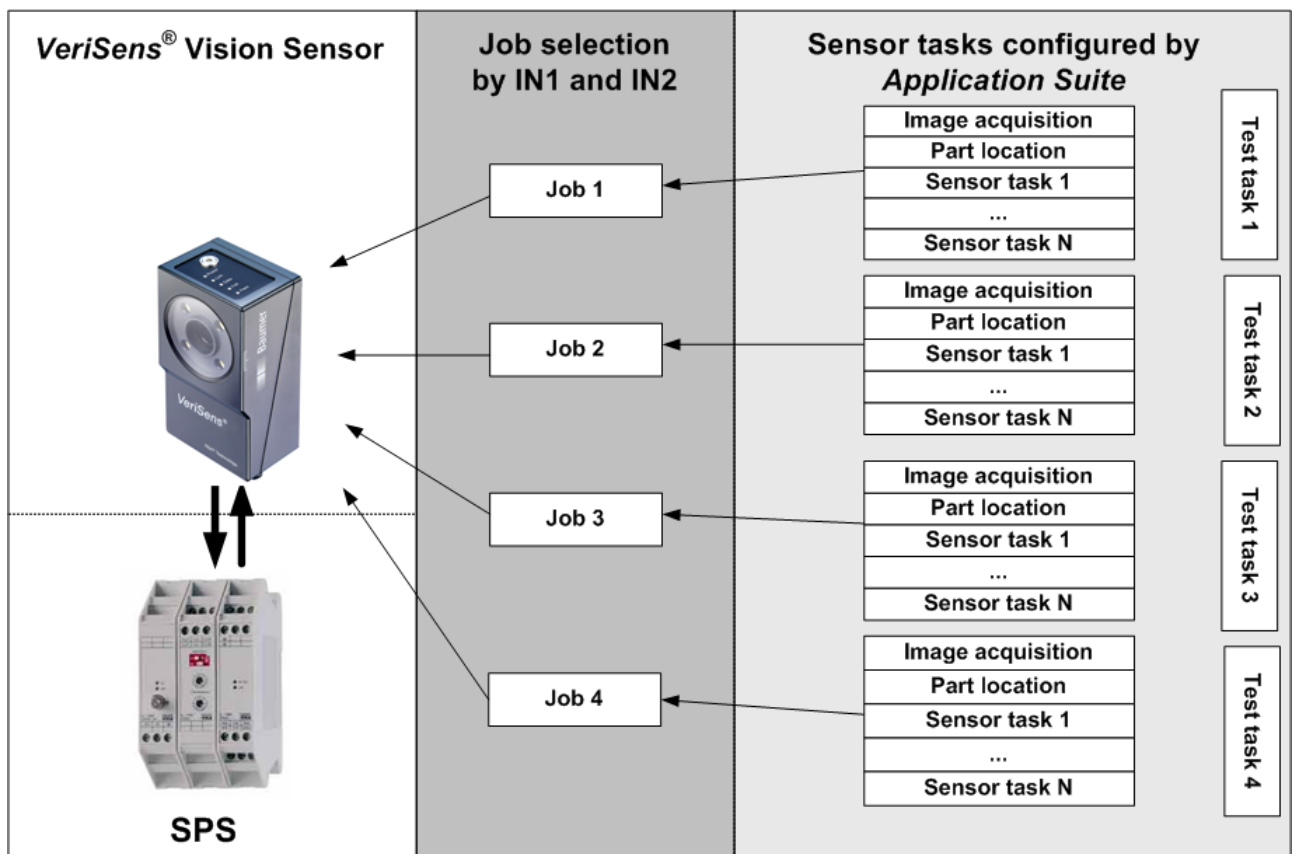 VeriSens® Vision Sensor
Job selection
by IN1 and IN2
Sensor tasks configured by
Application Suite
Job 1
Job 2
Job 3
Job 4
Image acquisition
Part location
Sensor task 1
...
Sensor task N
Test task 1
Image acquisition
Part location
Sensor task 1
...
Sensor task N
Test task 2
Image acquisition
Part location
Sensor task 1
...
Sensor task N
Test task 3
Image acquisition
Part location
Sensor task 1
...
Sensor task N
Test task 4
Baumer
VeriSens®
SPS